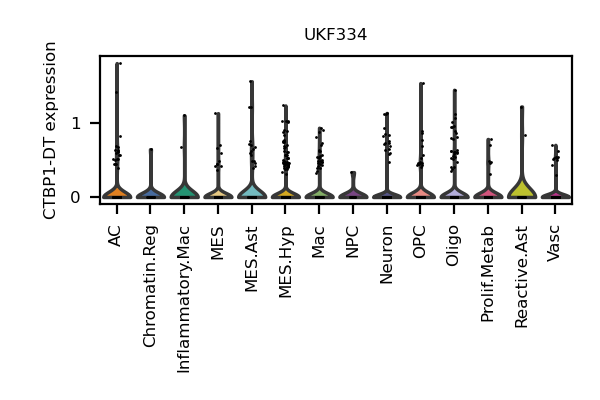 UKF334
CTBP1-DT expression
1
0
AC
Chromatin.Reg
Inflammatory.Mac
MES
MES.Ast
MES.Hyp
Mac
NPC
Neuron
OPC
Oligo
Prolif.Metab
Reactive.Ast
Vasc